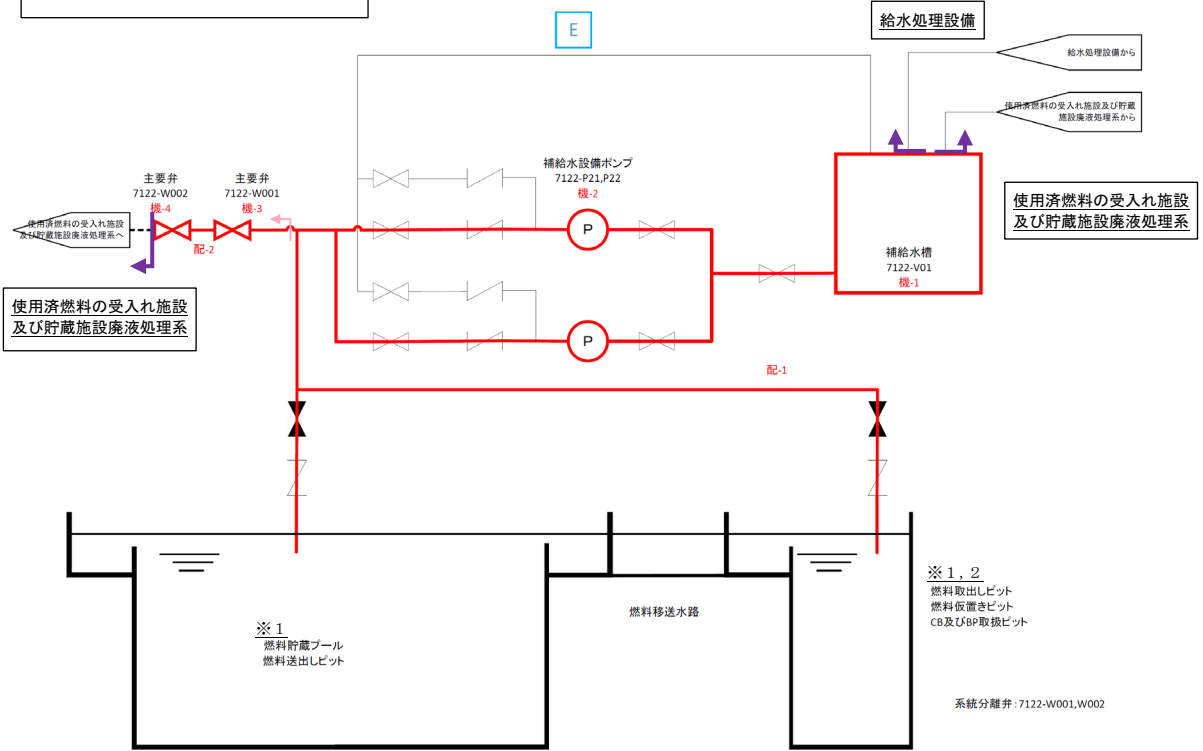 E
給水処理設備
給水処理設備から
使用済燃料の受入れ施設及び貯蔵
施設廃液処理系から
補給水設備ポンプ
7122-P21,P22
機-2
主要弁
7122-W002
機-4
主要弁
7122-W001
機-3
使用済燃料の受入れ施設
及び貯蔵施設廃液処理系へ
配-2
P
使用済燃料の受入れ施設
及び貯蔵施設廃液処理系
補給水槽
7122-V01
機-1
使用済燃料の受入れ施設
及び貯蔵施設廃液処理系
P
配-1
※１
燃料貯蔵プール
燃料送出しピット
燃料移送水路
※１,２
燃料取出しピット
燃料仮置きピット
CB及びBP取扱ピット
系統分離弁:7122-W001,W002